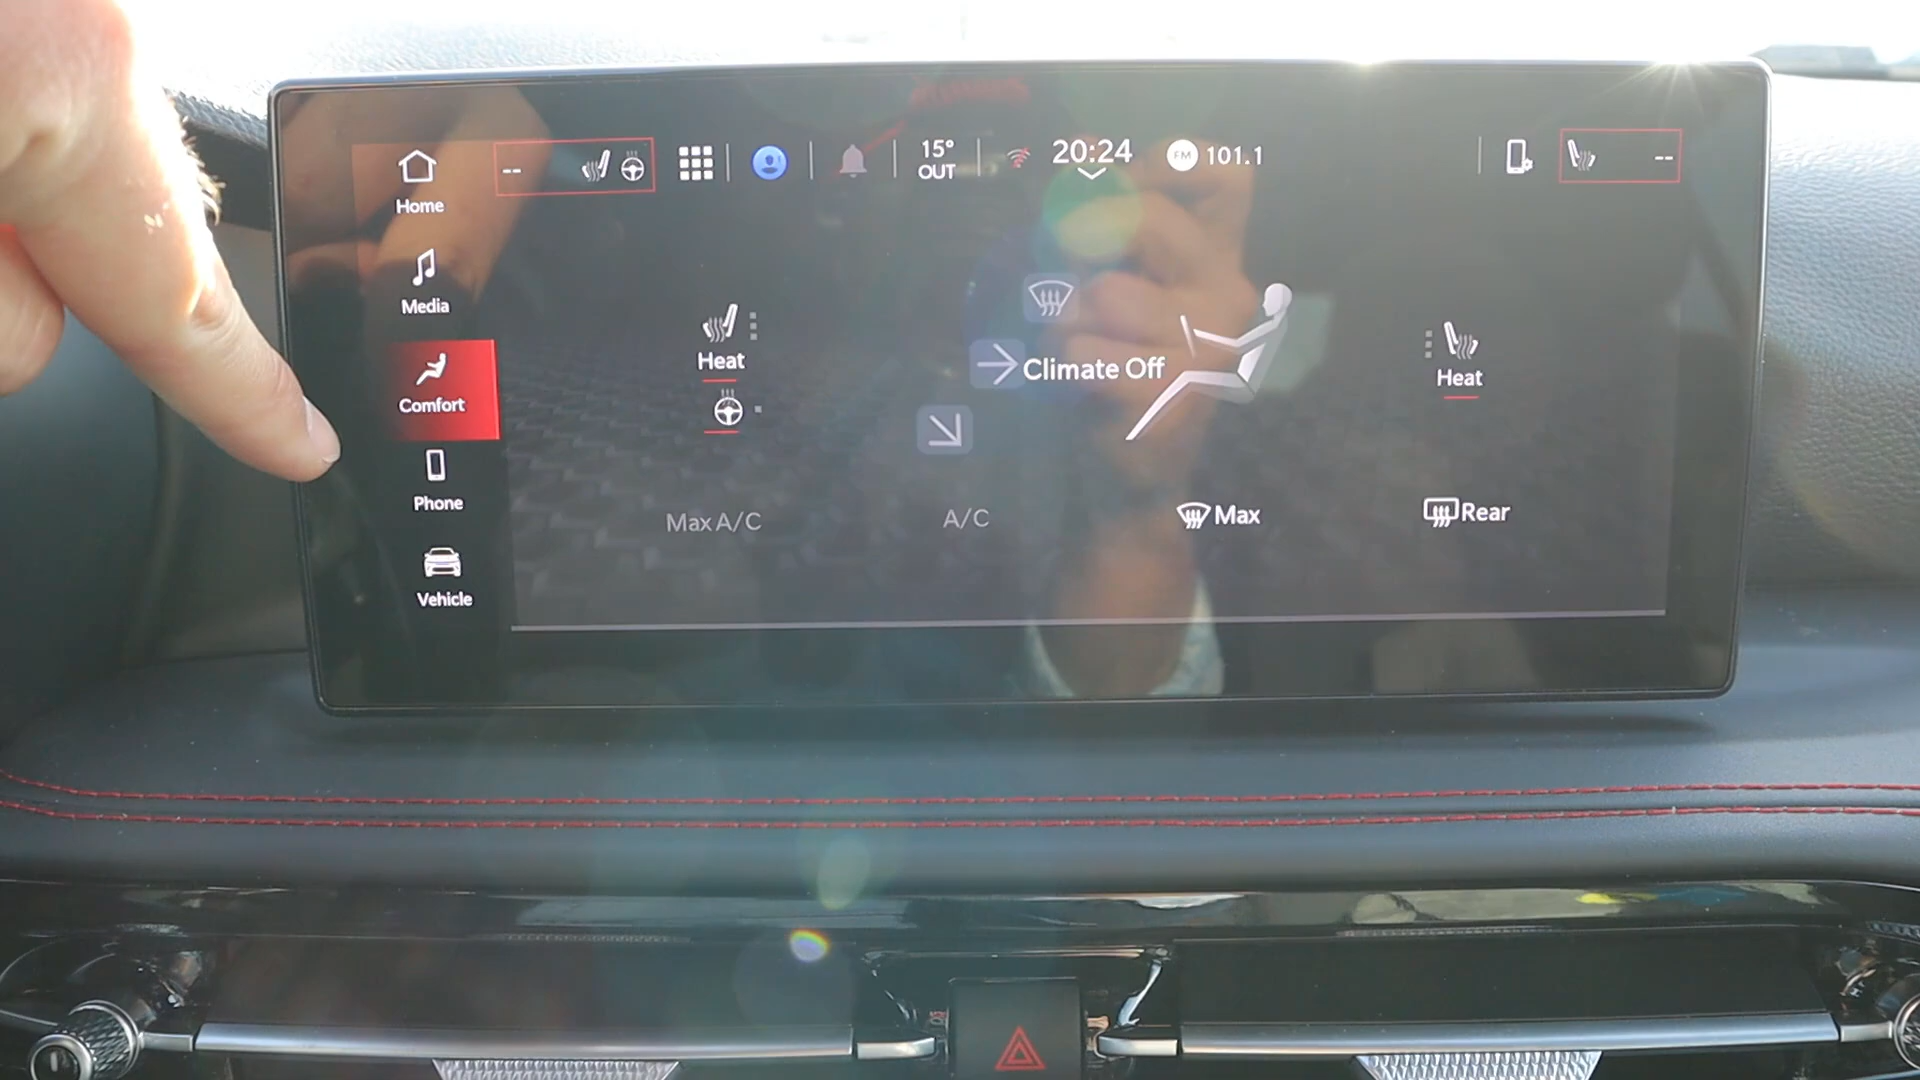 Home
--
15°
OUT
20:24
FM
101.1
--
Media
Comfort
Phone
Vehicle
Heat
Climate Off
Heat
Max A/C
A/C
Max
Rear